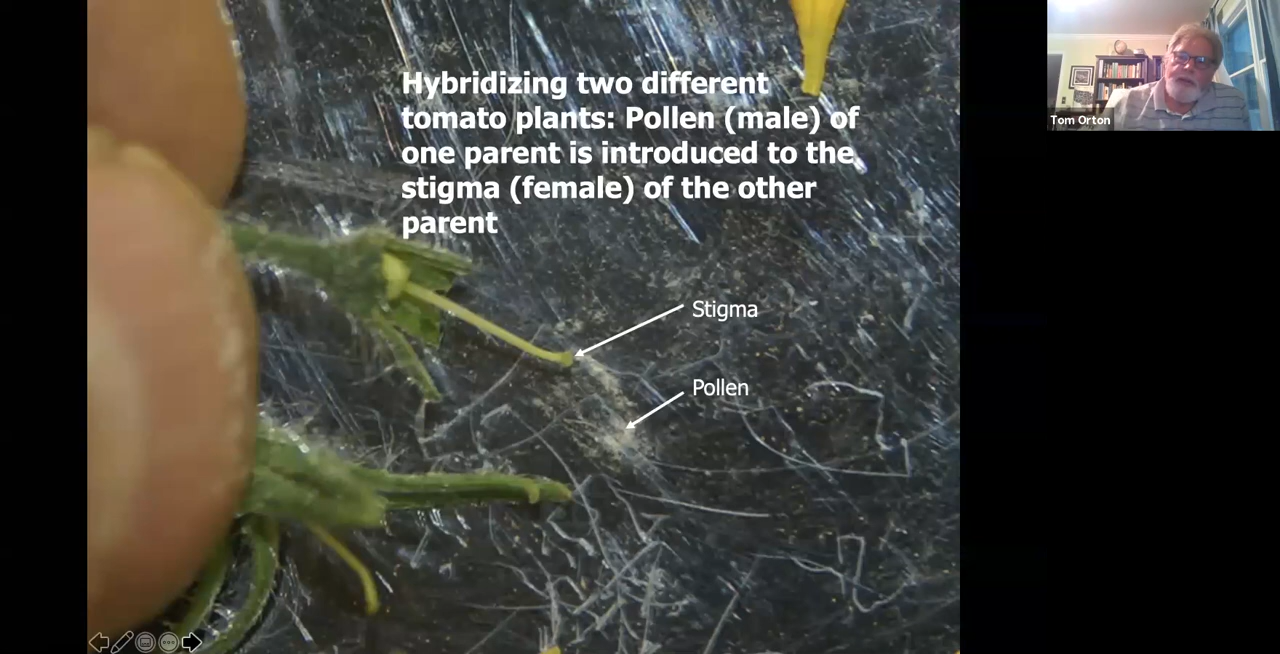 Hybridizing two different
tomato plants: Pollen (male) of
one parent is introduced to the
stigma (female) of the other
parent
Stigma
Pollen
Tom Orton